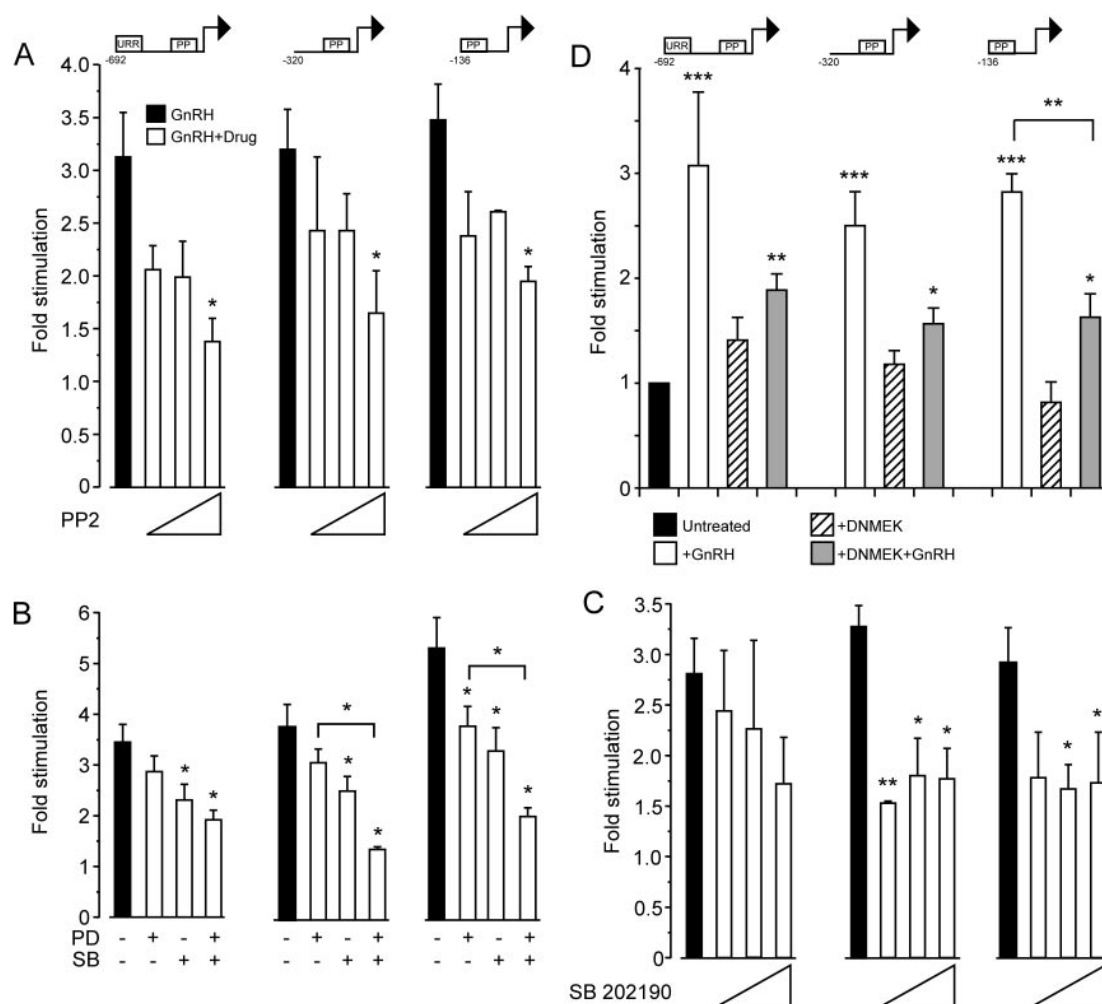 A
URR PP
-692
PP
-320
PP
-136
4.0
3.5
3.0
2.5
2.0
1.5
1.0
0.5
0
Fold stimulation
GnRH
GnRH+Drug
*
*
*
PP2
D
URR PP
-692
PP
-320
PP
-136
4
3
2
1
0
Fold stimulation
***
**
***
*
***
**
*
Untreated
+GnRH
+DNMEK
+DNMEK+GnRH
B
6
5
4
3
2
1
0
Fold stimulation
* *
*
* *
*
* *
*
PD - + - + - + - + - + - +
SB - - + + - - + + - - + +
C
3.5
3.0
2.5
2.0
1.5
1.0
0.5
0
Fold stimulation
** * *
* *
SB 202190